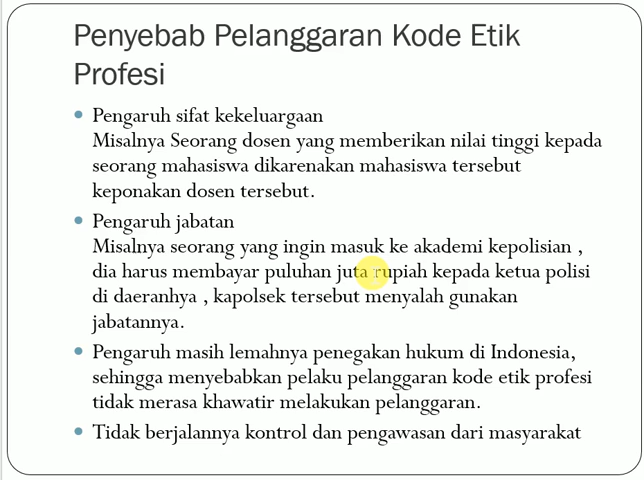 Penyebab Pelanggaran Kode Etik
Profesi
Pengaruh sifat kekeluargaan
Misalnya Seorang dosen yang memberikan nilai tinggi kepada
seorang mahasiswa dikarenakan mahasiswa tersebut
keponakan dosen tersebut.
Pengaruh jabatan
Misalnya seorang yang ingin masuk ke akademi kepolisian ,
dia harus membayar puluhan juta rupiah kepada ketua polisi
di daeranhya , kapolsek tersebut menyalah gunakan
jabatannya.
Pengaruh masih lemahnya penegakan hukum di Indonesia,
sehingga menyebabkan pelaku pelanggaran kode etik profesi
tidak merasa khawatir melakukan pelanggaran.
Tidak berjalannya kontrol dan pengawasan dari masyarakat